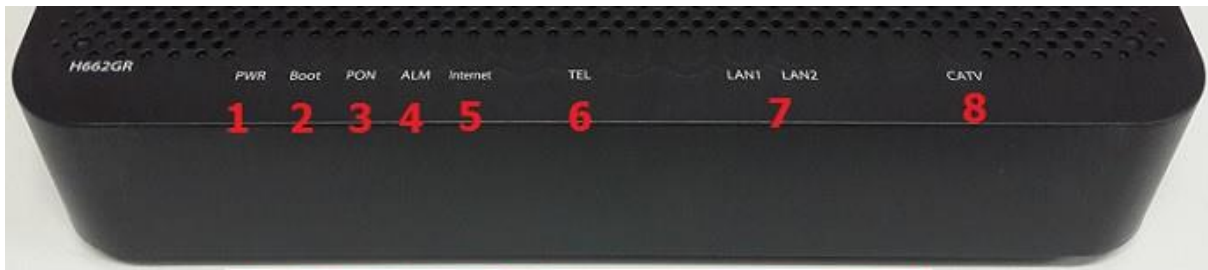 H662GR
PWR Boot PON ALM Internet TEL LAN1 LAN2 CATV
1 2 3 4 5 6 7 8